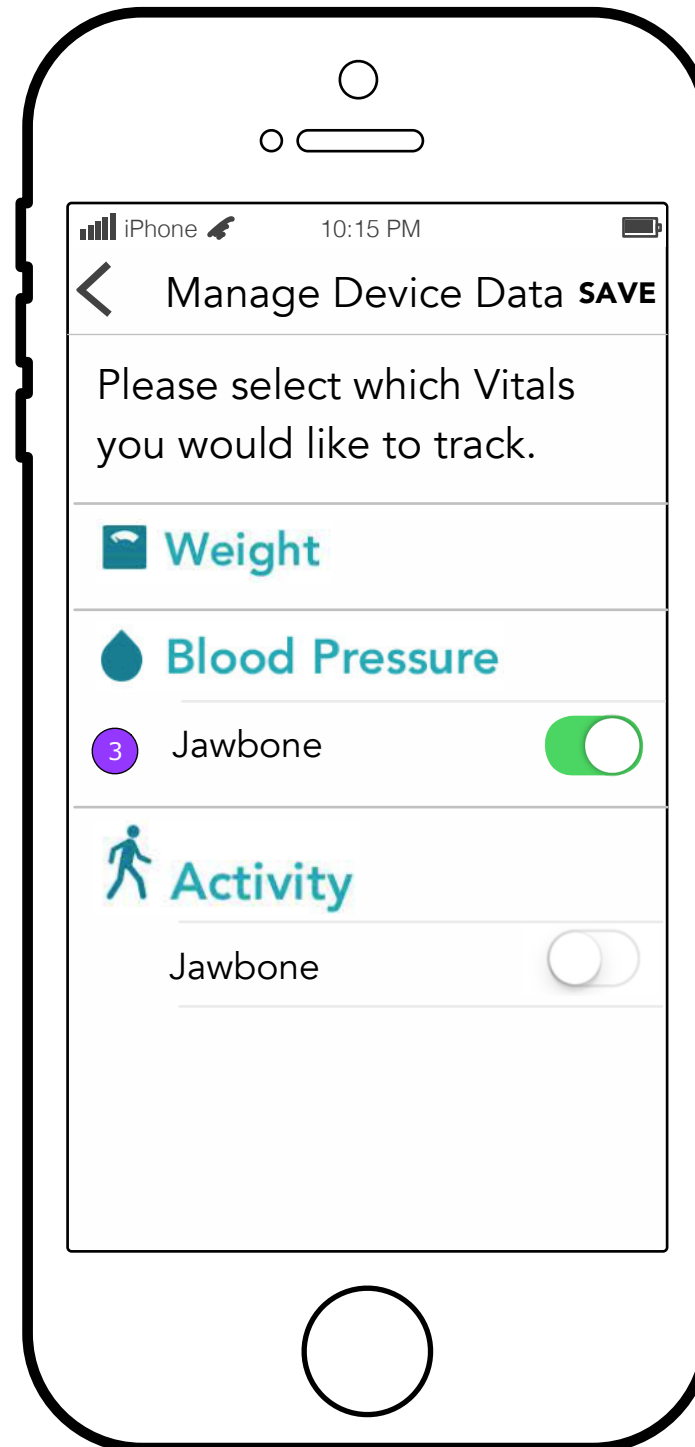 iPhone 10:15 PM
Manage Device Data SAVE
Please select which Vitals
you would like to track.
Weight
Blood Pressure
3 Jawbone
Activity
Jawbone